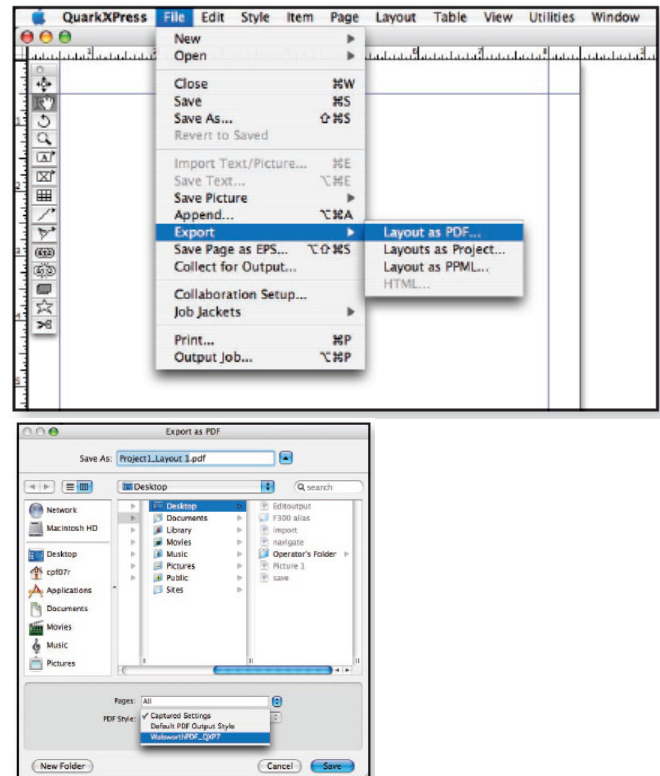 QuarkXPress File Edit Style Item Page Layout Table View Utilities Window
New
Open
Close ⌘W
Save ⌘S
Save As... ⇧⌘S
Revert to Saved
Import Text/Picture... ⌘E
Save Text... ⌥⌘E
Save Picture
Append... ⌥⌘A
Export
Save Page as EPS... ⌥⇧⌘S
Collect for Output...
Collaboration Setup...
Job Jackets
Print... ⌘P
Output Job... ⌥⌘P
Layout as PDF...
Layouts as Project...
Layout as PPML...
HTML...
Export as PDF
Save As: Project1_Layout 1.pdf
Desktop
search
Network
Macintosh HD
Desktop
cpf07r
Applications
Documents
Movies
Music
Pictures
Desktop
Documents
Library
Movies
Music
Pictures
Public
Sites
Editoutput
F300 alias
import
navigate
Operator's Folder
Picture 1
save
Pages: All
PDF Style: ✓ Captured Settings
Default PDF Output Style
WalsworthPDF_QXP7
New Folder Cancel Save